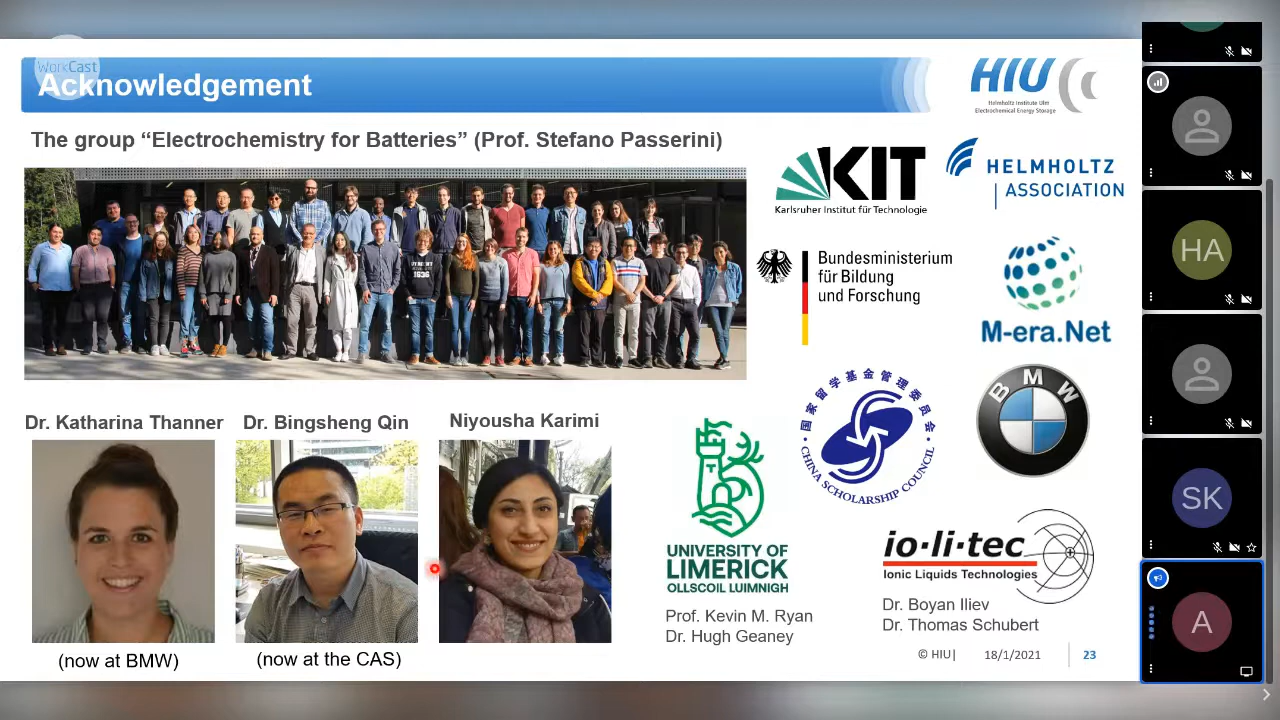 WorkCast
Acknowledgement
HIU
Helmholtz Institute Ulm
Electrochemical Energy Storage
The group “Electrochemistry for Batteries” (Prof. Stefano Passerini)
KIT
Karlsruher Institut für Technologie
HELMHOLTZ
ASSOCIATION
Bundesministerium
für Bildung
und Forschung
M-era.Net
UTRECHT
1636
HA
Dr. Katharina Thanner
Dr. Bingsheng Qin
Niyousha Karimi
国家留学基金管理委员会
CHINA SCHOLARSHIP COUNCIL
BMW
UNIVERSITY OF
LIMERICK
OLLSCOIL LUIMNIGH
Prof. Kevin M. Ryan
Dr. Hugh Geaney
io·li·tec
Ionic Liquids Technologies
Dr. Boyan Iliev
Dr. Thomas Schubert
SK
A
(now at BMW)
(now at the CAS)
© HIU|
18/1/2021
23